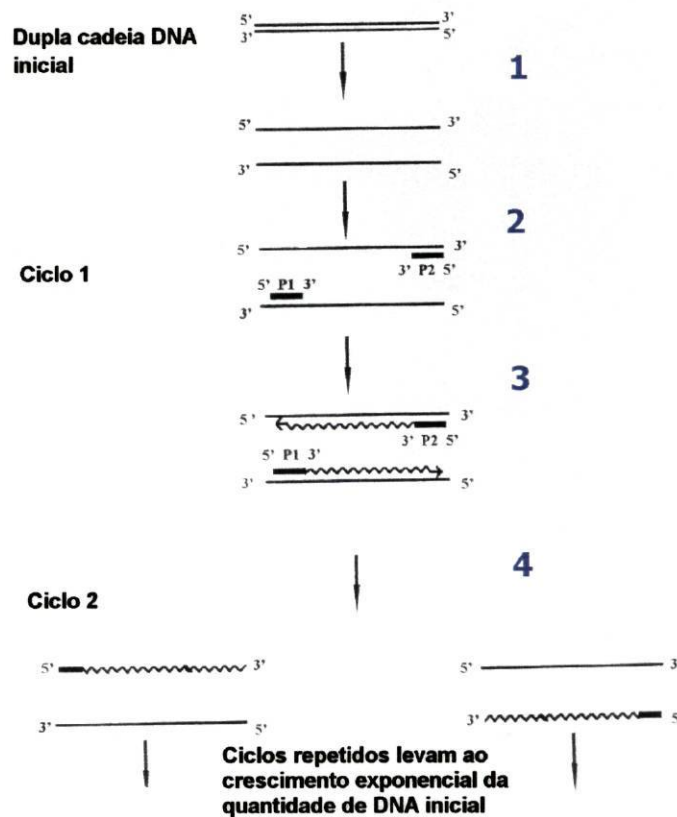 Dupla cadeia DNA
inicial
5' 3'
3' 5'
1
5' 3'
3' 5'
2
5' 3'
3' P2 5'
Ciclo 1
5' P1 3'
3' 5'
3
5' 3'
3' P2 5'
5' P1 3'
3' 5'
4
Ciclo 2
5' 3'
3' 5'
5' 3'
3' 5'
Ciclos repetidos levam ao
crescimento exponencial da
quantidade de DNA inicial